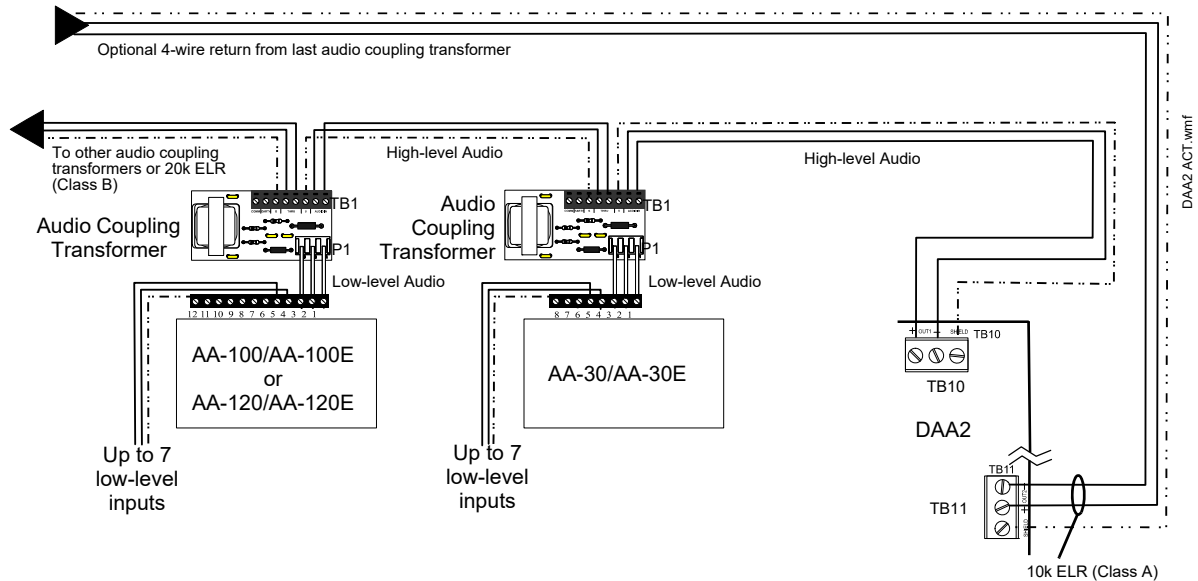 Optional 4-wire return from last audio coupling transformer
DAA2 ACT.wmf
To other audio coupling
transformers or 20k ELR
(Class B)
High-level Audio
High-level Audio
TB1
TB1
Audio Coupling
Transformer
Audio
Coupling
Transformer
P1
P1
Low-level Audio
Low-level Audio
12 11 10 9 8 7 6 5 4 3 2 1
8 7 6 5 4 3 2 1
AA-100/AA-100E
or
AA-120/AA-120E
AA-30/AA-30E
+ OUT1 – SHIELD
TB10
TB10
DAA2
Up to 7
low-level
inputs
Up to 7
low-level
inputs
TB11
TB11
– OUT2 +
SHIELD
10k ELR (Class A)